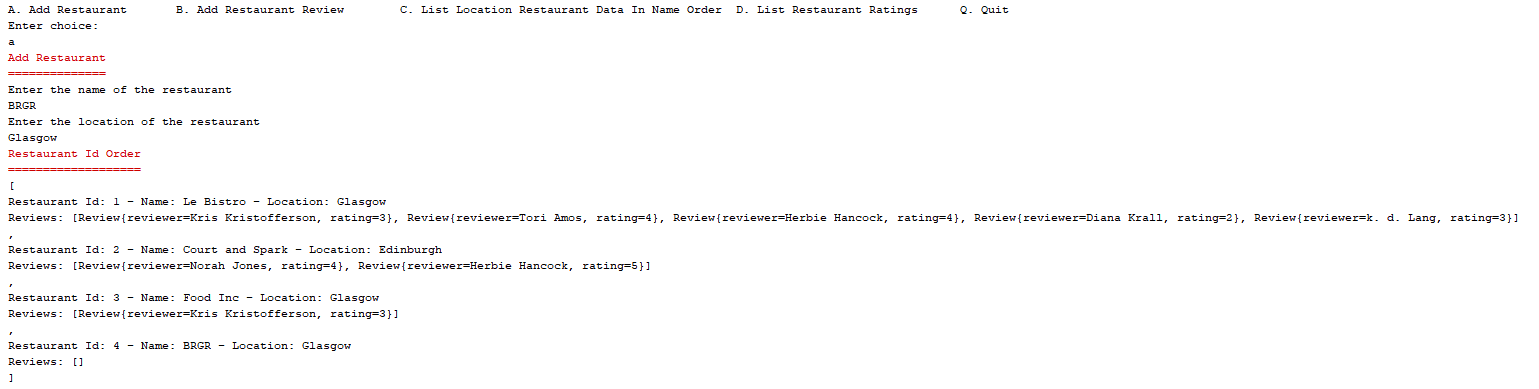 A. Add Restaurant B. Add Restaurant Review C. List Location Restaurant Data In Name Order D. List Restaurant Ratings Q. Quit
Enter choice:
a
Add Restaurant
==============
Enter the name of the restaurant
BRGR
Enter the location of the restaurant
Glasgow
Restaurant Id Order
===================
[
Restaurant Id: 1 - Name: Le Bistro - Location: Glasgow
Reviews: [Review{reviewer=Kris Kristofferson, rating=3}, Review{reviewer=Tori Amos, rating=4}, Review{reviewer=Herbie Hancock, rating=4}, Review{reviewer=Diana Krall, rating=2}, Review{reviewer=k. d. Lang, rating=3}]
,
Restaurant Id: 2 - Name: Court and Spark - Location: Edinburgh
Reviews: [Review{reviewer=Norah Jones, rating=4}, Review{reviewer=Herbie Hancock, rating=5}]
,
Restaurant Id: 3 - Name: Food Inc - Location: Glasgow
Reviews: [Review{reviewer=Kris Kristofferson, rating=3}]
,
Restaurant Id: 4 - Name: BRGR - Location: Glasgow
Reviews: []
]